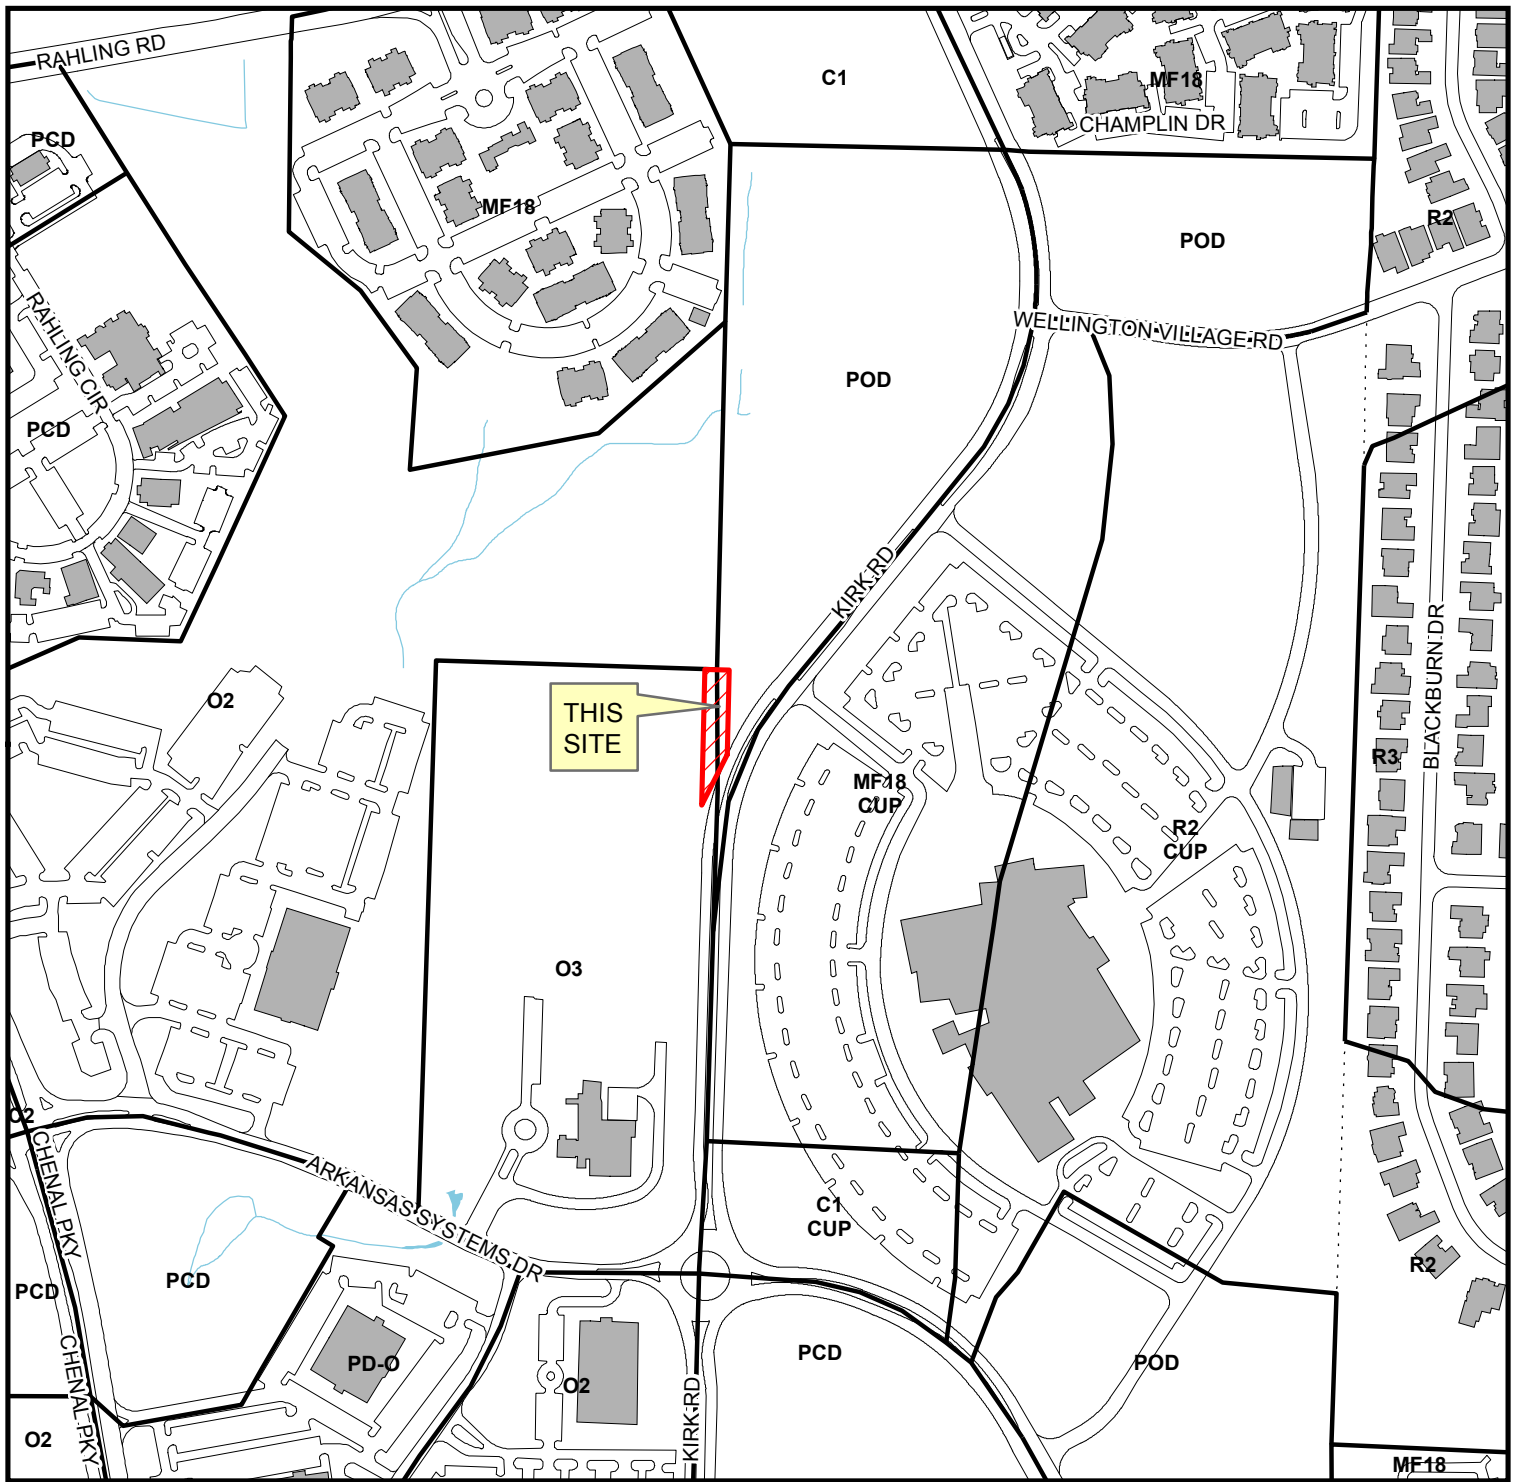 RAHLING RD
C1
MF18
CHAMPLIN DR
PCD
MF18
R2
POD
RAHLING CIR
WELLINGTON VILLAGE RD
POD
PCD
KIRK RD
BLACKBURN DR
O2
THIS
SITE
R3
MF18
CUP
R2
CUP
O3
CHENAL PKY
ARKANSAS SYSTEMS DR
C1
CUP
R2
PCD
PCD
CHENAL PKY
PD-O
O2
KIRK RD
PCD
POD
O2
MF18